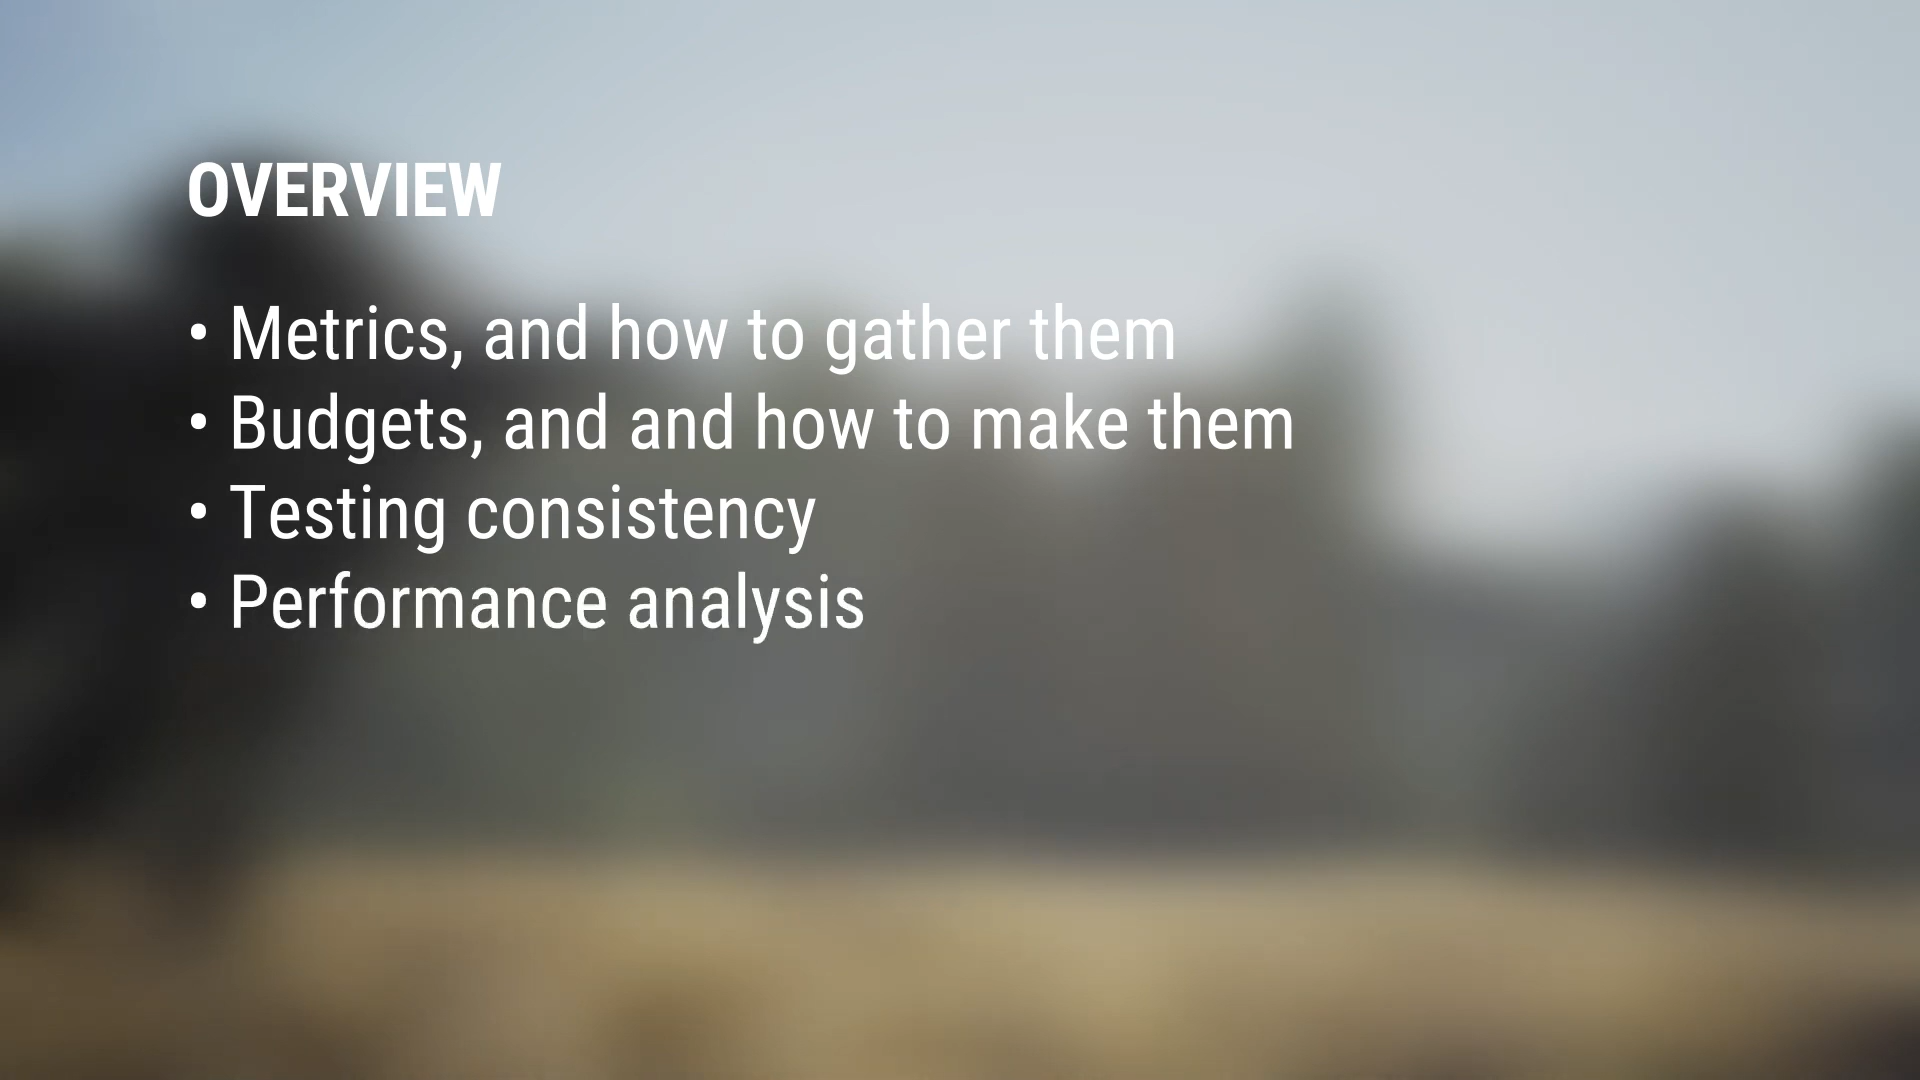 OVERVIEW
• Metrics, and how to gather them
• Budgets, and and how to make them
• Testing consistency
• Performance analysis